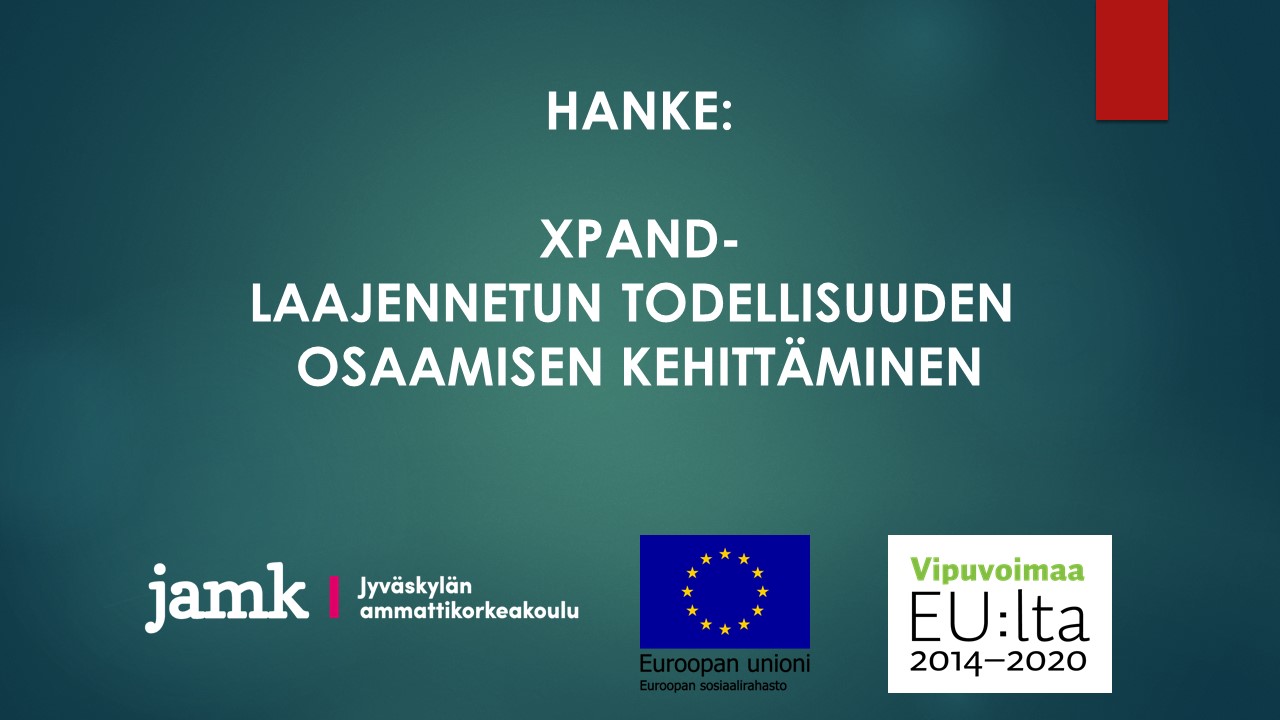 HANKE:
XPAND-
LAAJENNETUN TODELLISUUDEN
OSAAMISEN KEHITTÄMINEN
jamk
Jyväskylän
ammattikorkeakoulu
Euroopan unioni
Euroopan sosiaalirahasto
Vipuvoimaa
EU:lta
2014–2020